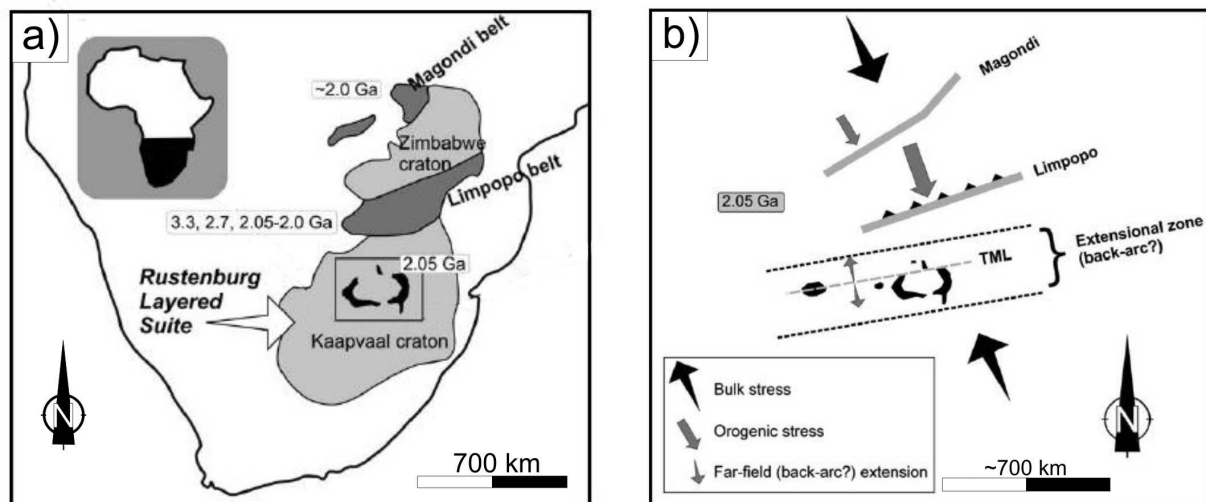 a)
Magondi belt
~2.0 Ga
Zimbabwe
craton
Limpopo belt
3.3, 2.7, 2.05-2.0 Ga
2.05 Ga
Rustenburg
Layered
Suite
Kaapvaal craton
N
700 km
b)
Magondi
Limpopo
2.05 Ga
Extensional zone
(back-arc?)
TML
Bulk stress
Orogenic stress
Far-field (back-arc?) extension
N
~700 km